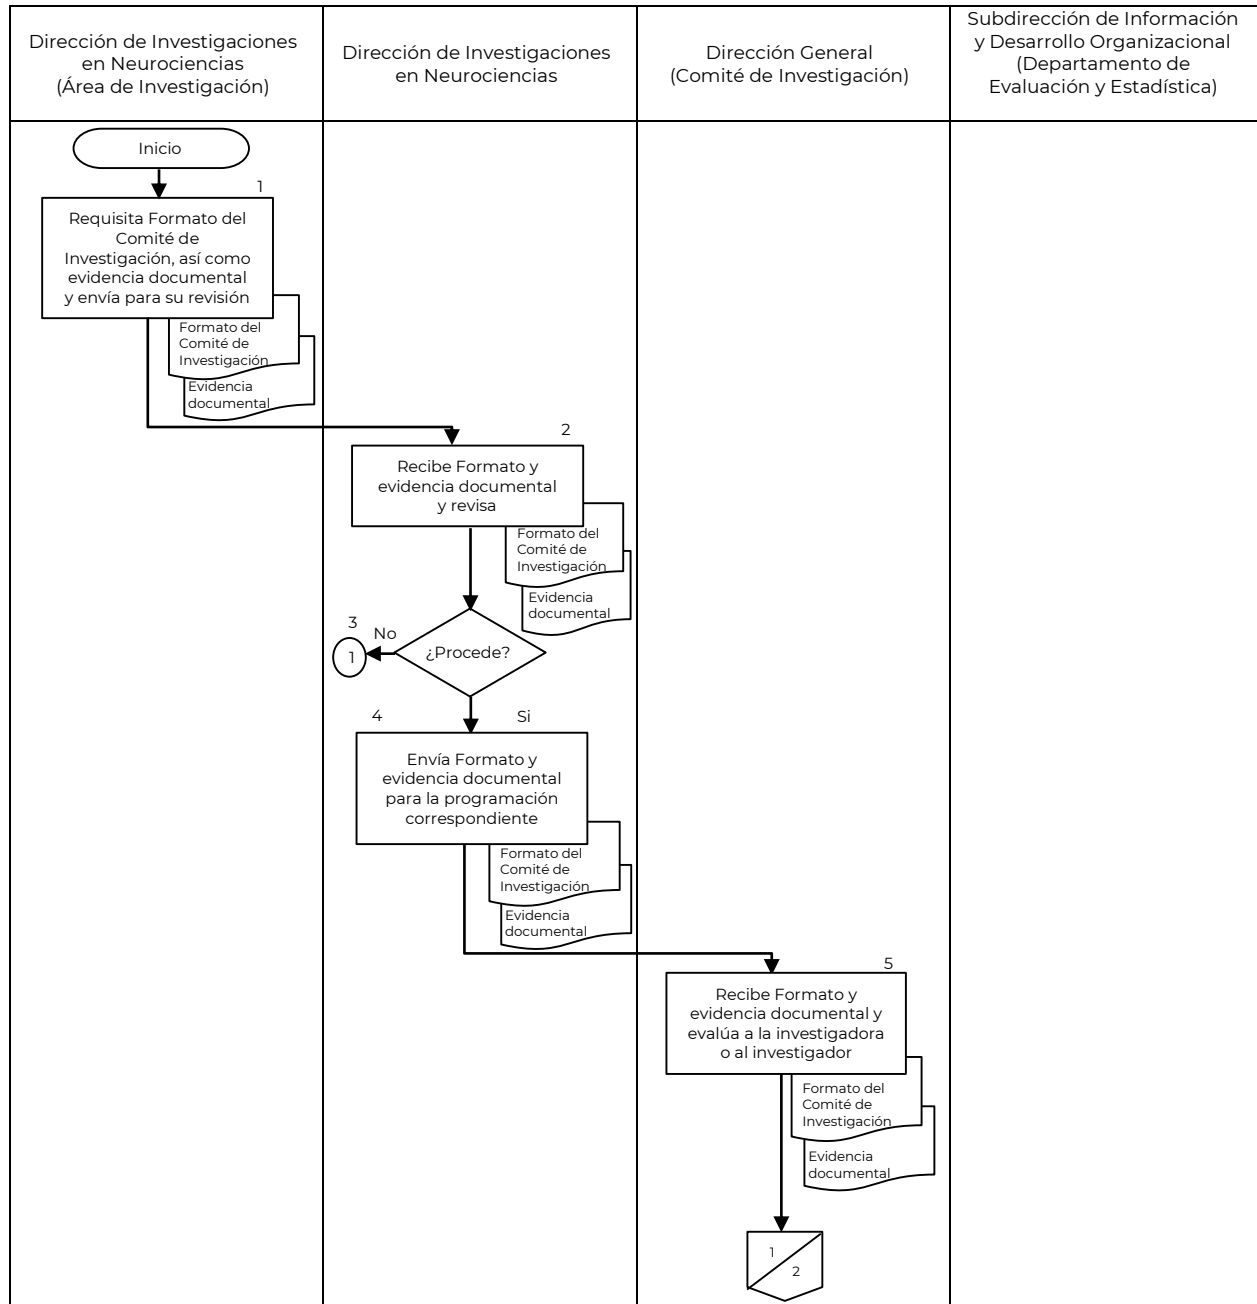 Dirección de Investigaciones
en Neurociencias
(Área de Investigación)
Dirección de Investigaciones
en Neurociencias
Dirección General
(Comité de Investigación)
Subdirección de Información
y Desarrollo Organizacional
(Departamento de
Evaluación y Estadística)
Inicio
1
Requisita Formato del
Comité de
Investigación, así como
evidencia documental
y envía para su revisión
Formato del
Comité de
Investigación
Evidencia
documental
2
Recibe Formato y
evidencia documental
y revisa
Formato del
Comité de
Investigación
Evidencia
documental
3
No
1
¿Procede?
4
Si
Envía Formato y
evidencia documental
para la programación
correspondiente
Formato del
Comité de
Investigación
Evidencia
documental
5
Recibe Formato y
evidencia documental y
evalúa a la investigadora
o al investigador
Formato del
Comité de
Investigación
Evidencia
documental
1
2